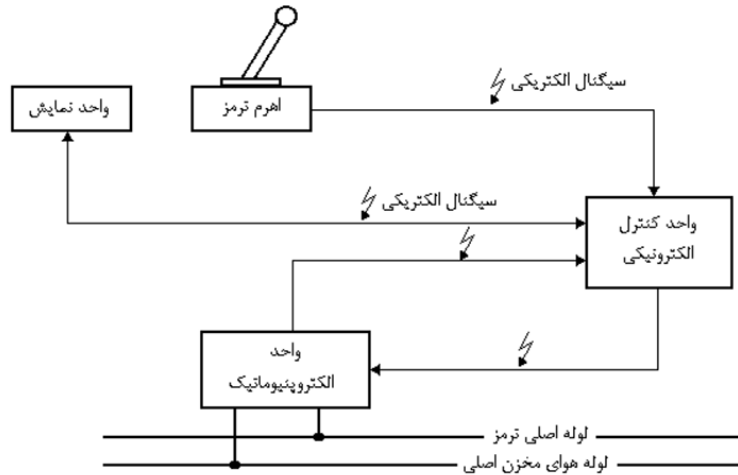 سیگنال الکتریکی
واحد نمایش
اهرم ترمز
سیگنال الکتریکی
واحد کنترل
الکترونیکی
واحد
الکتروپنیوماتیک
لوله اصلی ترمز
لوله هوای مخزن اصلی